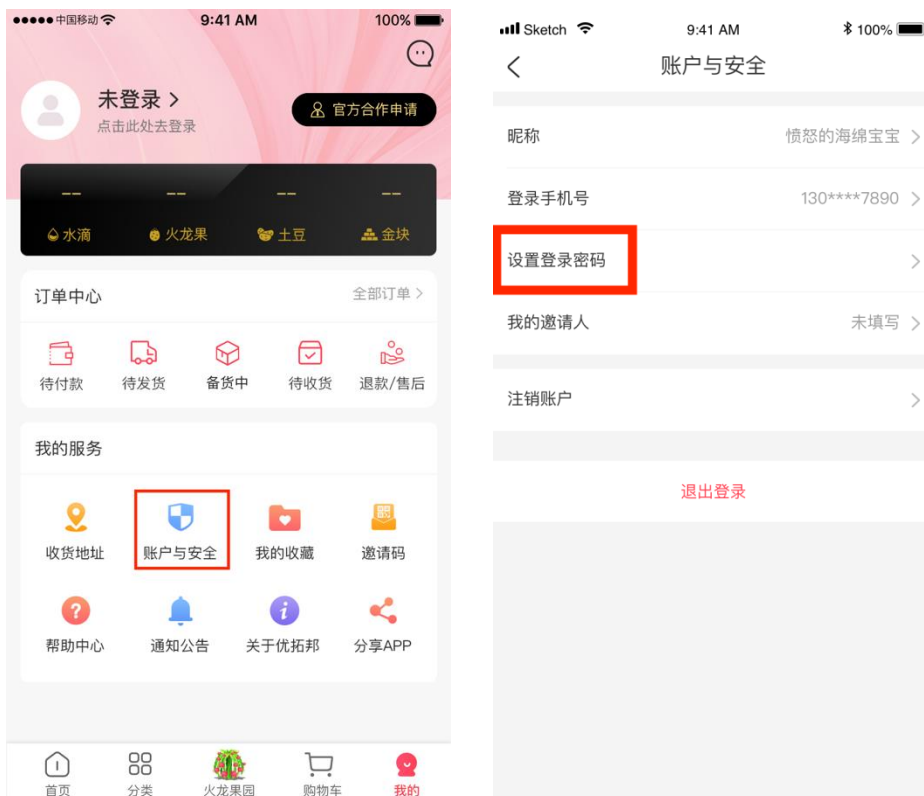 中国移动
9:41 AM
100%
未登录 >
点击此处去登录
官方合作申请
--
--
--
--
水滴
火龙果
土豆
金块
订单中心
全部订单 >
待付款
待发货
备货中
待收货
退款/售后
我的服务
收货地址
账户与安全
我的收藏
邀请码
帮助中心
通知公告
关于优拓邦
分享APP
首页
分类
火龙果园
购物车
我的
Sketch
9:41 AM
100%
账户与安全
昵称
愤怒的海绵宝宝
登录手机号
130****7890
设置登录密码
我的邀请人
未填写
注销账户
退出登录